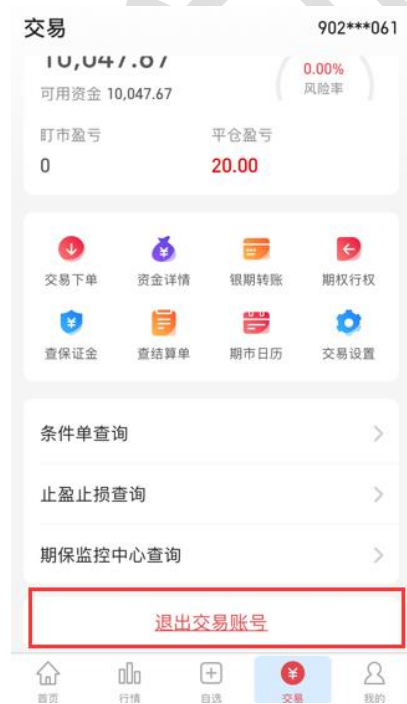 交易 902***061
10,047.67
0.00%
可用资金 10,047.67
风险率
盯市盈亏 平仓盈亏
0 20.00
交易下单 资金详情 银期转账 期权行权
查保证金 查结算单 期市日历 交易设置
条件单查询
止盈止损查询
期保监控中心查询
退出交易账号
首页 行情 自选 交易 我的